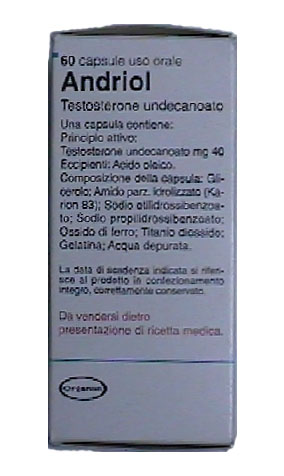 60 capsule uso orale
Andriol
Testosterone undecanoato
Una capsula contiene:
Principio attivo:
Testosterone undecanoato mg 40
Eccipienti: Acido oleico.
Composizione della capsula: Gli-
cerolo; Amido parz. idrolizzato (Ka-
rion 83); Sodio etilidrossibenzoa-
to; Sodio propilidrossibenzoato;
Ossido di ferro; Titanio diossido;
Gelatina; Acqua depurata.
La data di scadenza indicata si riferi-
sce al prodotto in confezionamento
integro, correttamente conservato.
Da vendersi dietro
presentazione di ricetta medica.
Organon